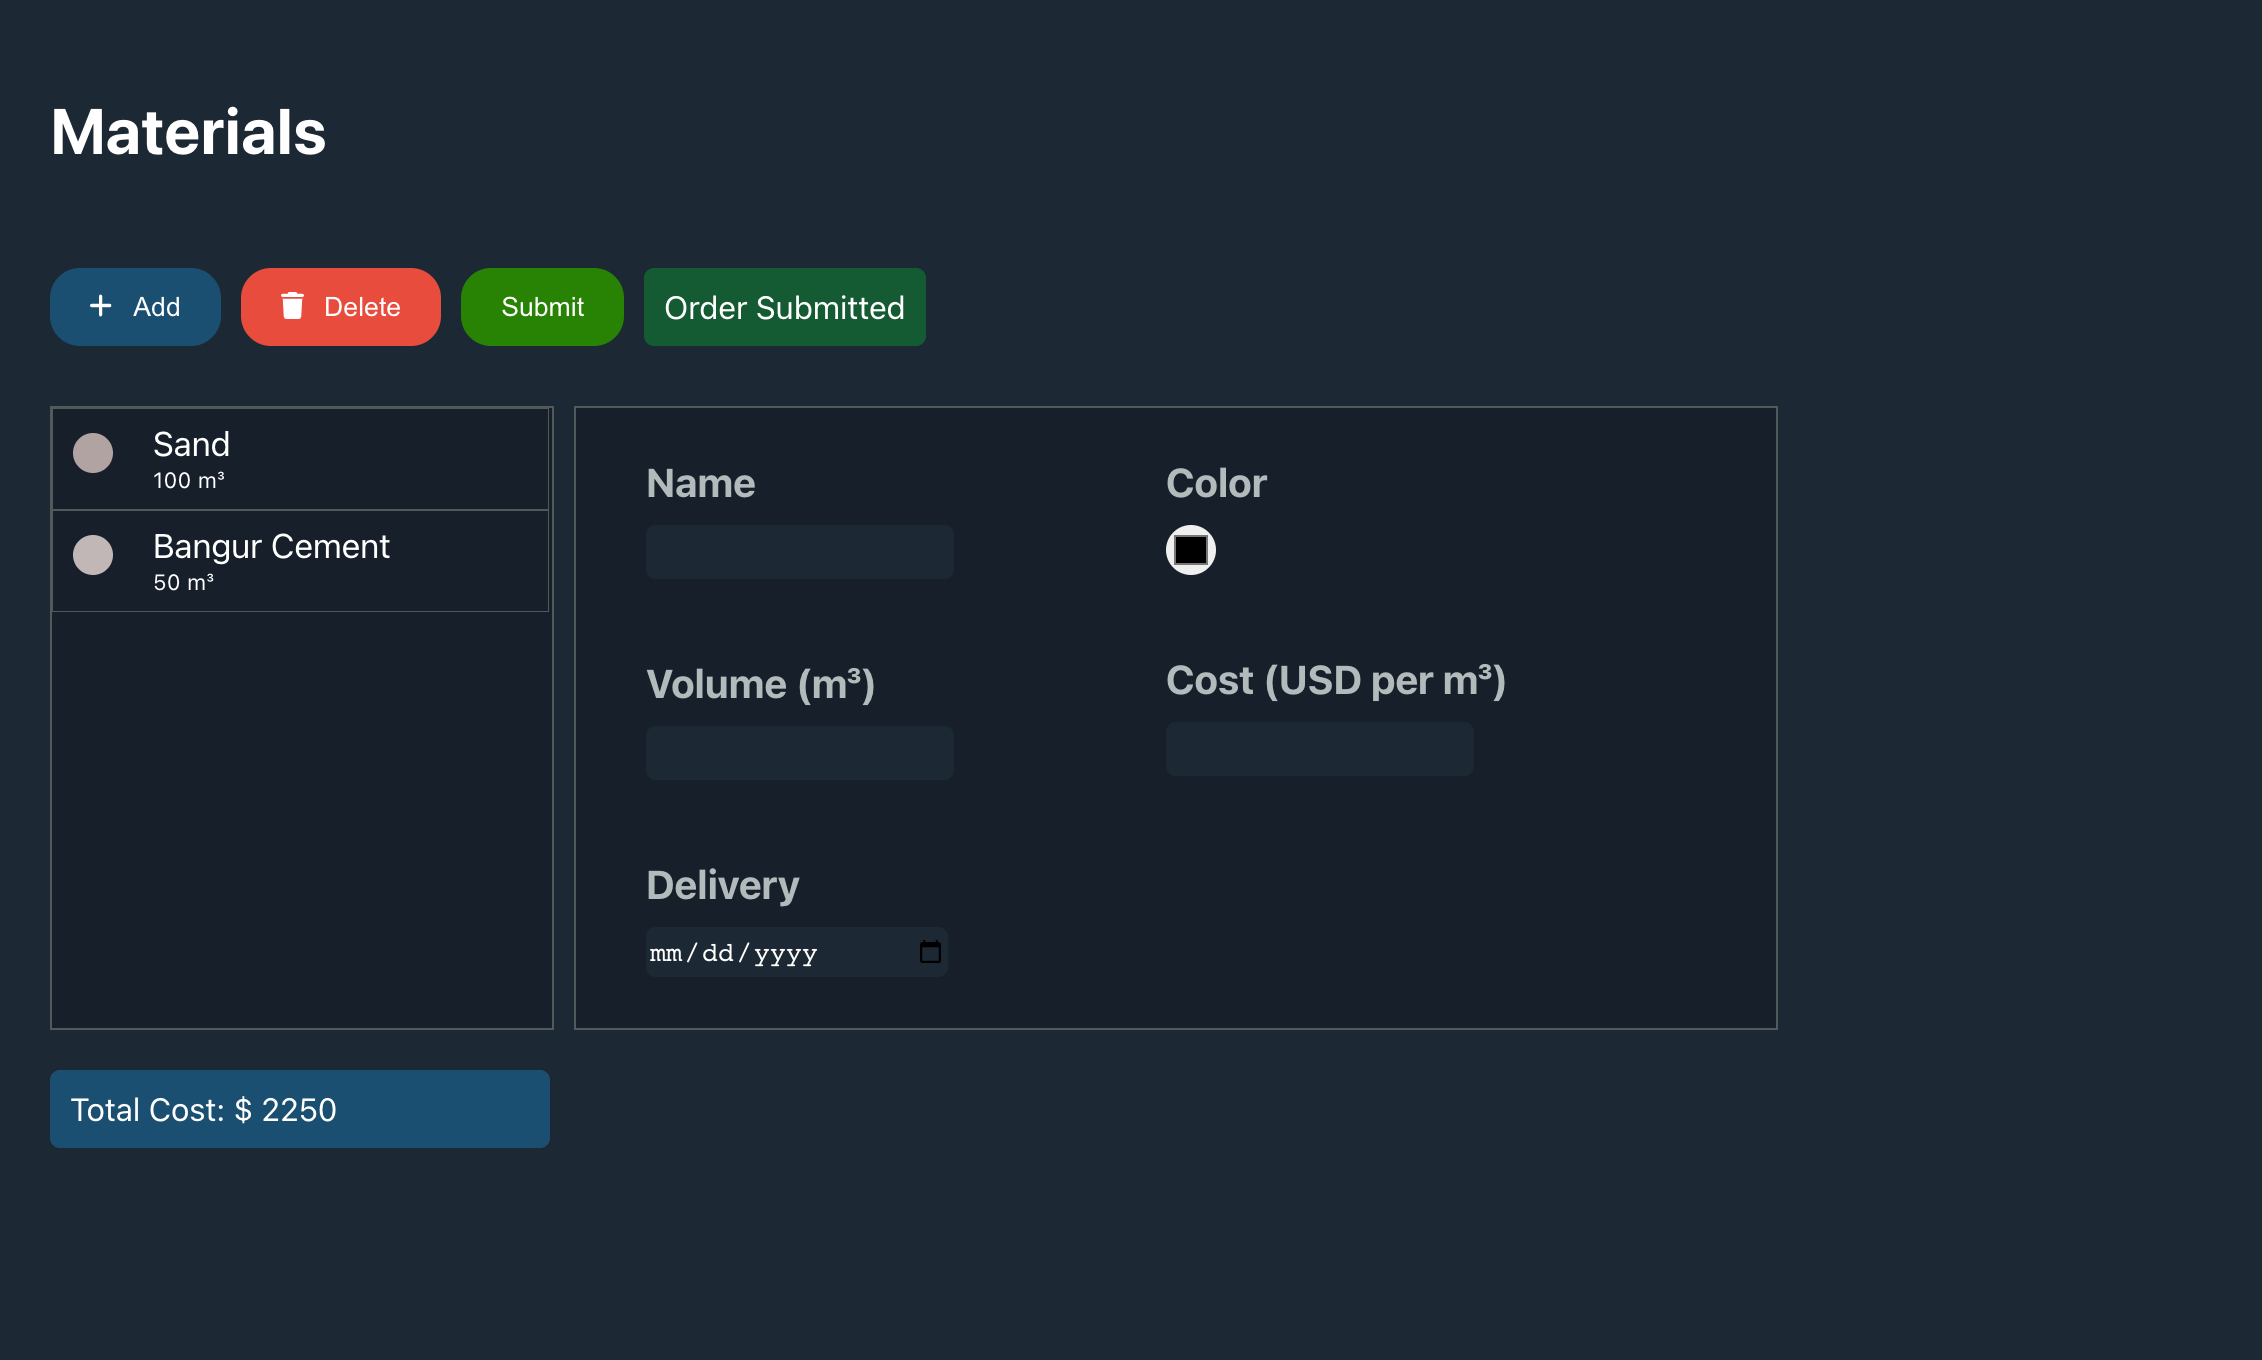 Materials
Add
Delete
Submit
Order Submitted
Sand
100 m³
Bangur Cement
50 m³
Name
Color
Volume (m³)
Cost (USD per m³)
Delivery
mm/dd/yyyy
Total Cost: $ 2250